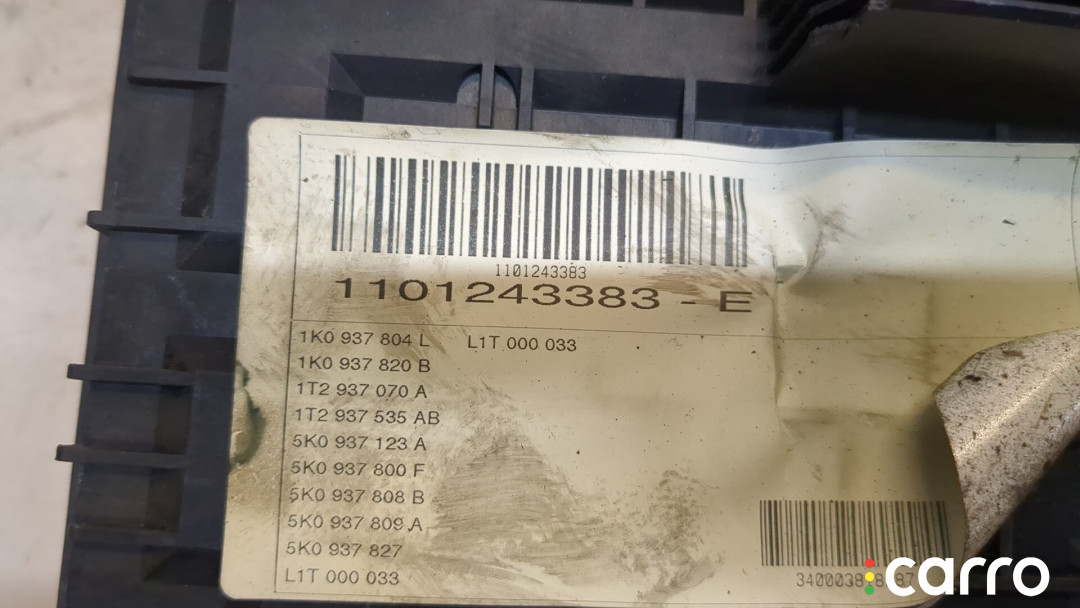 1101243383
1101243383 - E
1K0 937 804 L L1T 000 033
1K0 937 820 B
1T2 937 070 A
1T2 937 535 AB
5K0 937 123 A
5K0 937 800 F
5K0 937 808 B
5K0 937 809 A
5K0 937 827
L1T 000 033
carro